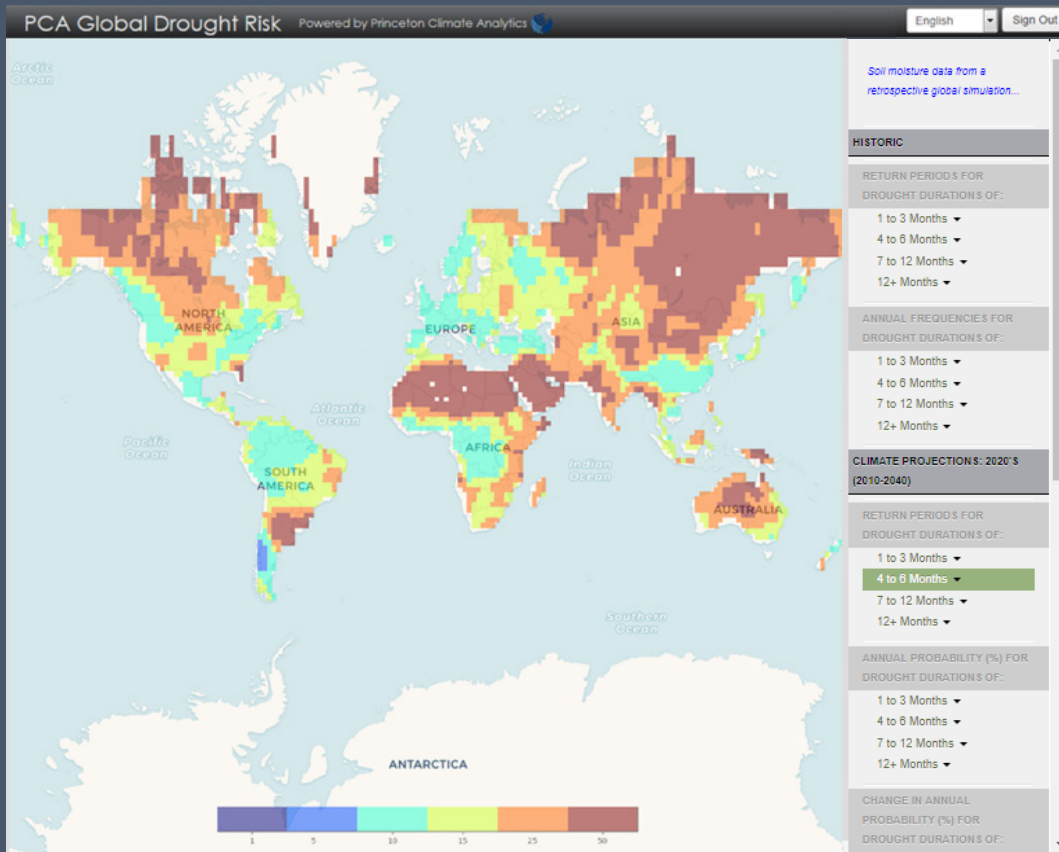 PCA Global Drought Risk Powered by Princeton Climate Analytics
English
Sign Out
Arctic
Ocean
NORTH
AMERICA
EUROPE
ASIA
Atlantic
Ocean
Pacific
Ocean
AFRICA
Indian
Ocean
SOUTH
AMERICA
AUSTRALIA
Southern
Ocean
ANTARCTICA
1 5 10 15 25 50
Soil moisture data from a
retrospective global simulation...
HISTORIC
RETURN PERIODS FOR
DROUGHT DURATIONS OF:
1 to 3 Months
4 to 6 Months
7 to 12 Months
12+ Months
ANNUAL FREQUENCIES FOR
DROUGHT DURATIONS OF:
1 to 3 Months
4 to 6 Months
7 to 12 Months
12+ Months
CLIMATE PROJECTIONS: 2020'S
(2010-2040)
RETURN PERIODS FOR
DROUGHT DURATIONS OF:
1 to 3 Months
4 to 6 Months
7 to 12 Months
12+ Months
ANNUAL PROBABILITY (%) FOR
DROUGHT DURATIONS OF:
1 to 3 Months
4 to 6 Months
7 to 12 Months
12+ Months
CHANGE IN ANNUAL
PROBABILITY (%) FOR
DROUGHT DURATIONS OF: